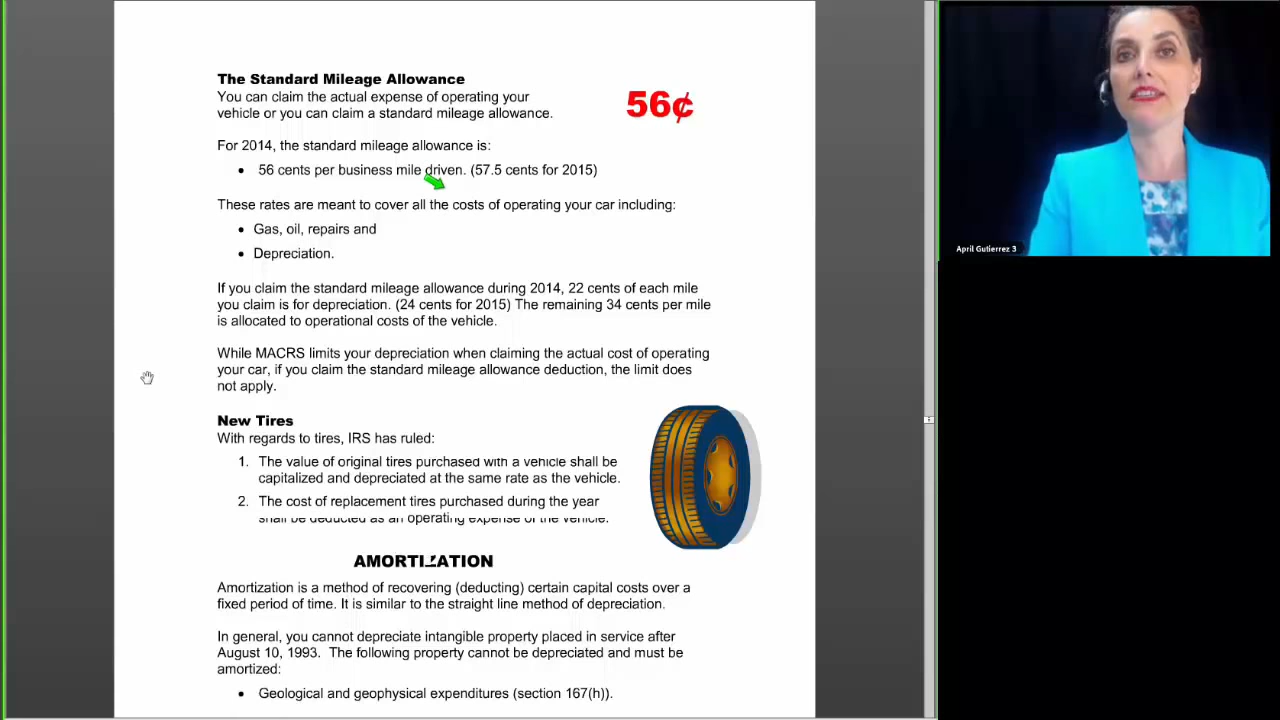 The Standard Mileage Allowance
You can claim the actual expense of operating your
vehicle or you can claim a standard mileage allowance.
56¢
For 2014, the standard mileage allowance is:
• 56 cents per business mile driven. (57.5 cents for 2015)
These rates are meant to cover all the costs of operating your car including:
• Gas, oil, repairs and
• Depreciation.
If you claim the standard mileage allowance during 2014, 22 cents of each mile
you claim is for depreciation. (24 cents for 2015) The remaining 34 cents per mile
is allocated to operational costs of the vehicle.
While MACRS limits your depreciation when claiming the actual cost of operating
your car, if you claim the standard mileage allowance deduction, the limit does
not apply.
New Tires
With regards to tires, IRS has ruled:
1. The value of original tires purchased with a vehicle shall be
capitalized and depreciated at the same rate as the vehicle.
2. The cost of replacement tires purchased during the year
shall be deducted as an operating expense of the vehicle.
AMORTIZATION
Amortization is a method of recovering (deducting) certain capital costs over a
fixed period of time. It is similar to the straight line method of depreciation.
In general, you cannot depreciate intangible property placed in service after
August 10, 1993. The following property cannot be depreciated and must be
amortized:
• Geological and geophysical expenditures (section 167(h)).
April Gutierrez 3